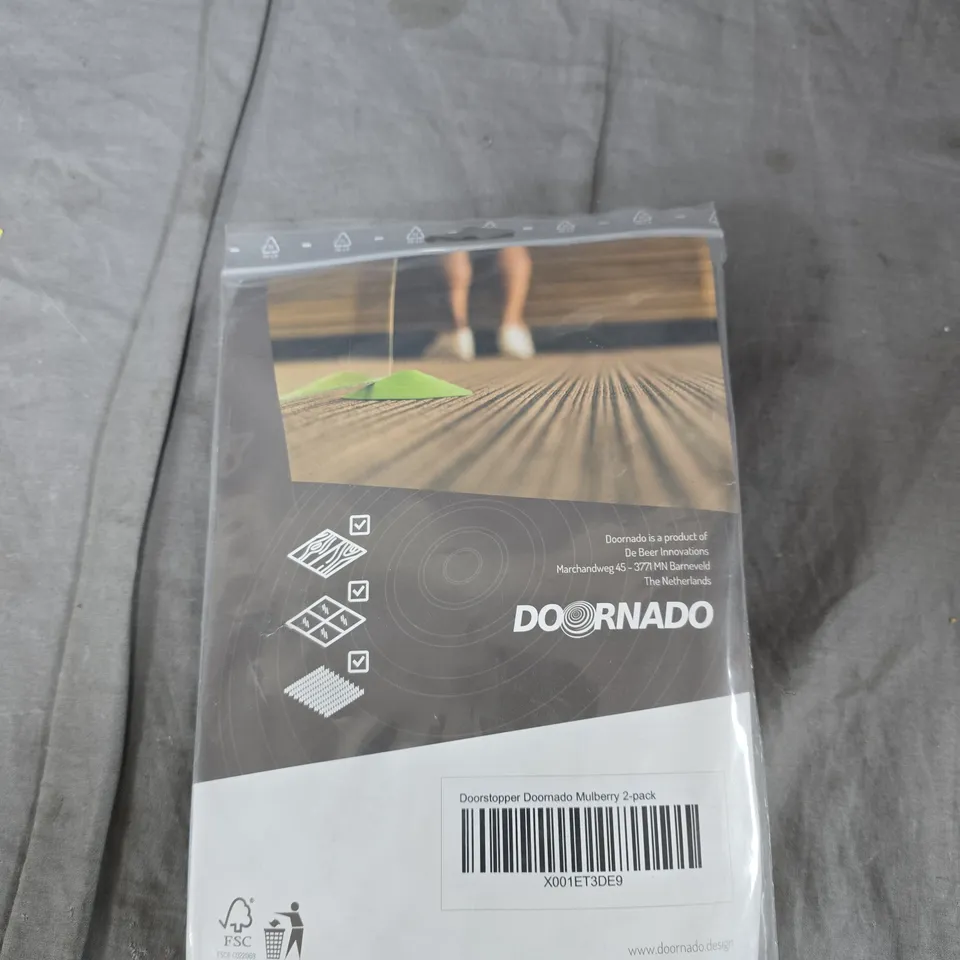 Doornado is a product of
De Beer Innovations
Marchandweg 45 - 3771 MN Barneveld
The Netherlands
DOORNADO
Doorstopper Doornado Mulberry 2-pack
X001ET3DE9
FSC
www.doornado.design